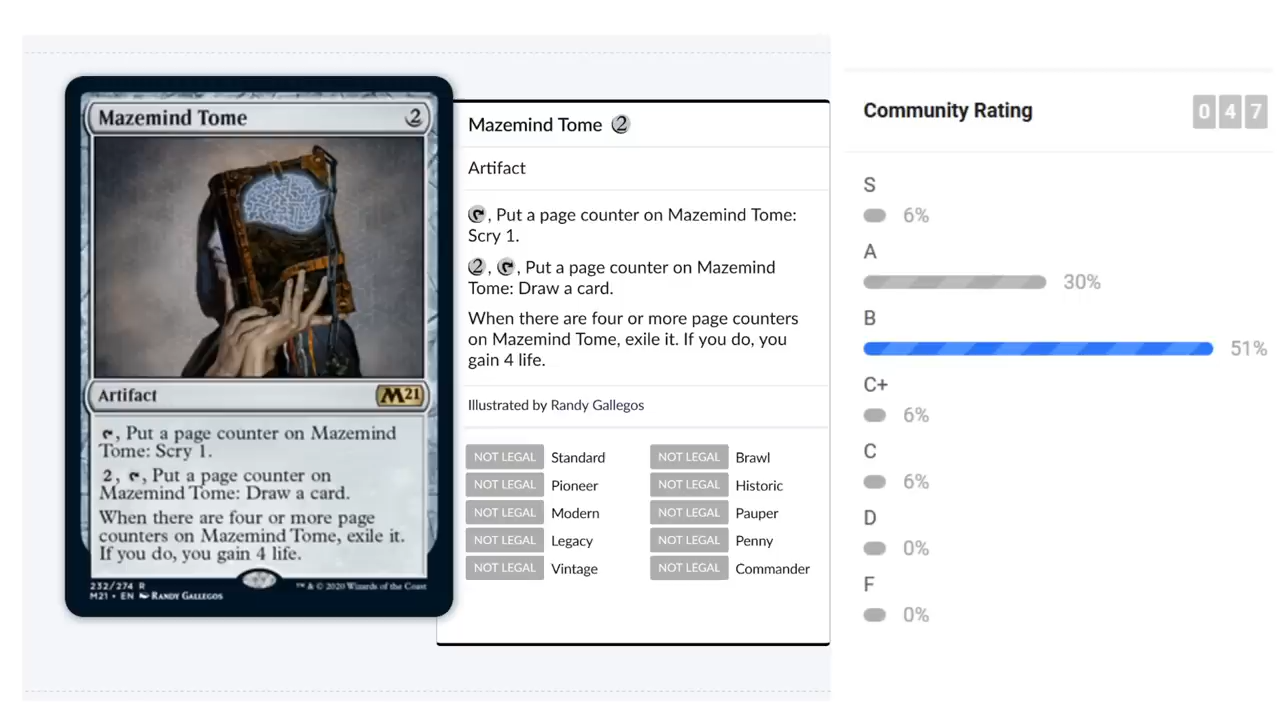 Mazemind Tome 2
Artifact M21
, Put a page counter on Mazemind
Tome: Scry 1.
2, , Put a page counter on
Mazemind Tome: Draw a card.
When there are four or more page
counters on Mazemind Tome, exile it.
If you do, you gain 4 life.
232/274 R
M21 • EN RANDY GALLEGOS
™ & © 2020 Wizards of the Coast
Mazemind Tome 2
Artifact
, Put a page counter on Mazemind Tome:
Scry 1.
2, , Put a page counter on Mazemind
Tome: Draw a card.
When there are four or more page counters
on Mazemind Tome, exile it. If you do, you
gain 4 life.
Illustrated by Randy Gallegos
NOT LEGAL Standard NOT LEGAL Brawl
NOT LEGAL Pioneer NOT LEGAL Historic
NOT LEGAL Modern NOT LEGAL Pauper
NOT LEGAL Legacy NOT LEGAL Penny
NOT LEGAL Vintage NOT LEGAL Commander
Community Rating 0 4 7
S
6%
A
30%
B
51%
C+
6%
C
6%
D
0%
F
0%